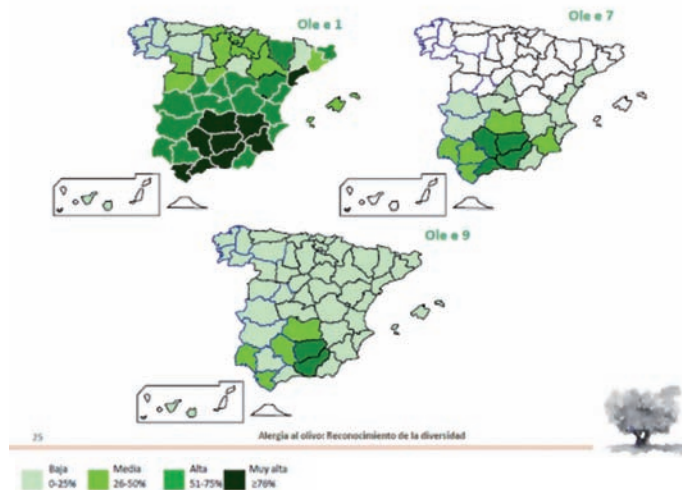 Ole e 1
Ole e 7
Ole e 9
25
Alergia al olivo: Reconocimiento de la diversidad
Baja
0-25%
Media
26-50%
Alta
51-75%
Muy alta
≥76%